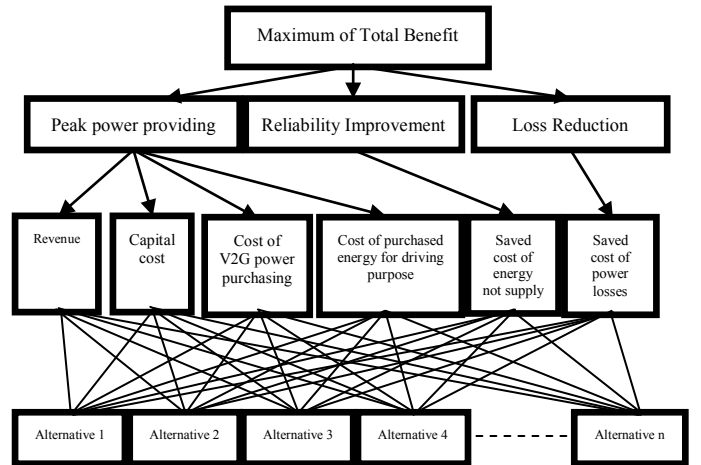 Maximum of Total Benefit
Peak power providing
Reliability Improvement
Loss Reduction
Revenue
Capital
cost
Cost of
V2G power
purchasing
Cost of purchased
energy for driving
purpose
Saved
cost of
energy
not supply
Saved
cost of
power
losses
Alternative 1
Alternative 2
Alternative 3
Alternative 4
Alternative n